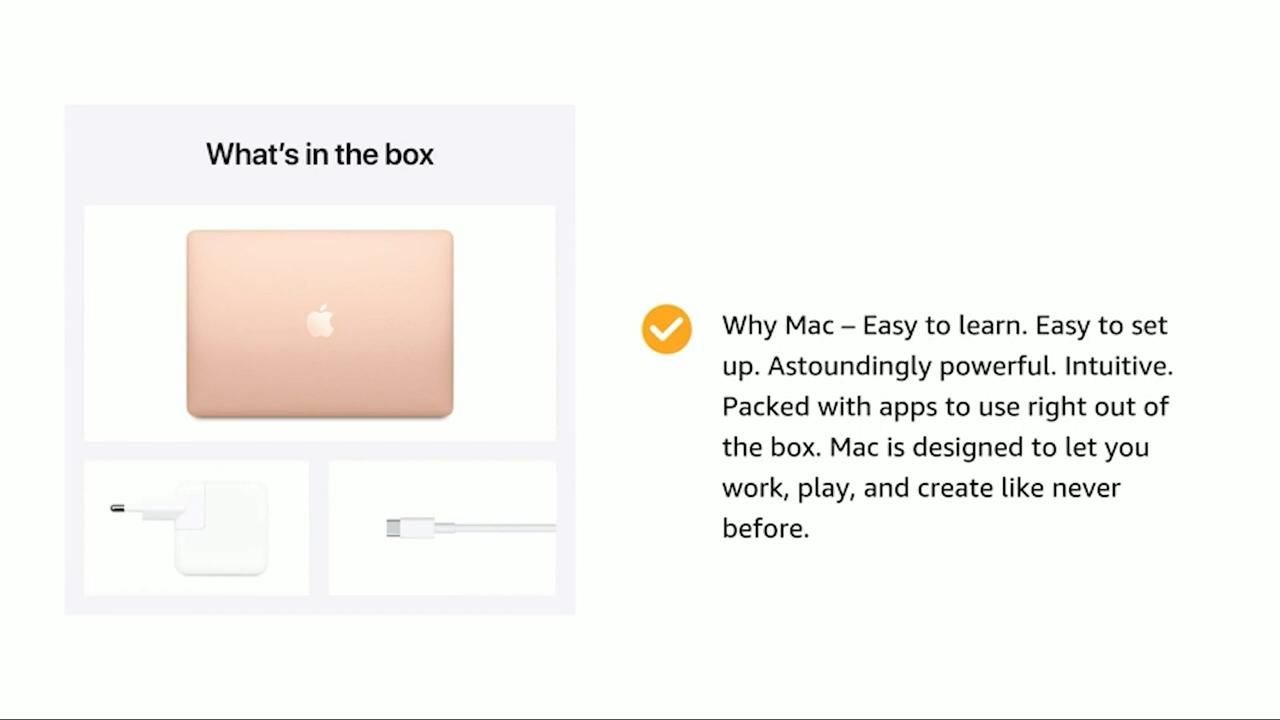 What's in the box
Why Mac – Easy to learn. Easy to set
up. Astoundingly powerful. Intuitive.
Packed with apps to use right out of
the box. Mac is designed to let you
work, play, and create like never
before.